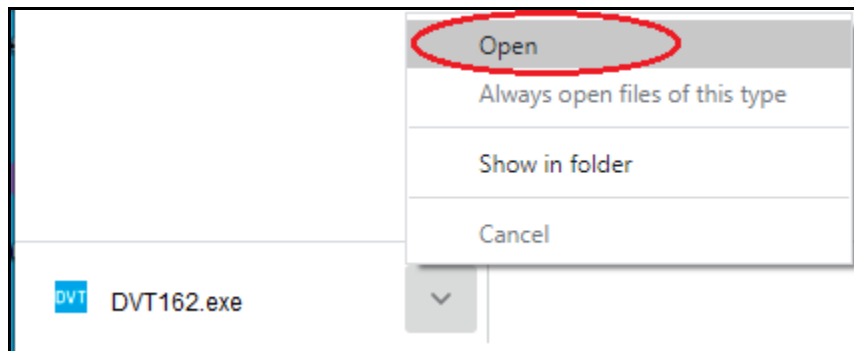 Open
Always open files of this type
Show in folder
Cancel
DVT DVT162.exe